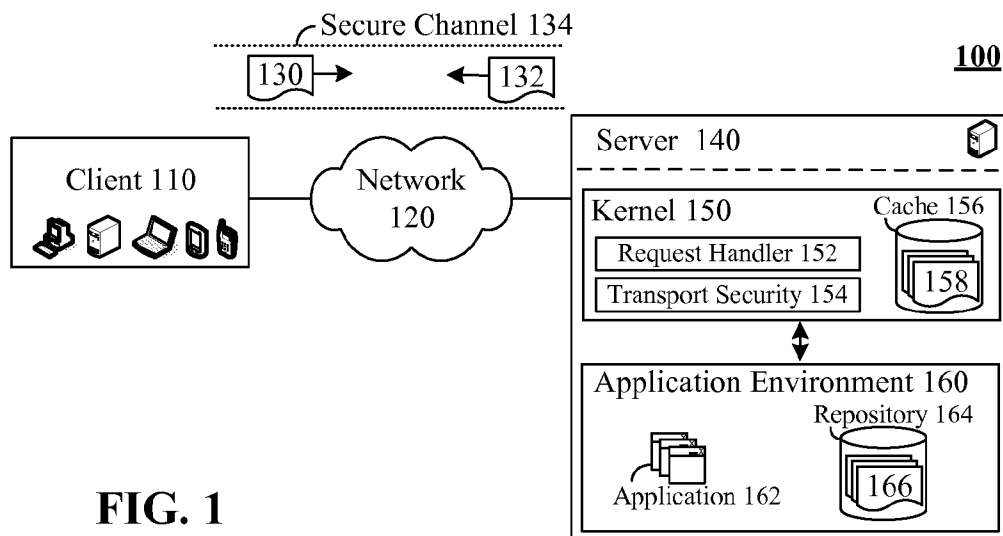 Secure Channel 134
130
132
100
Client 110
Network
120
Server 140
Kernel 150
Cache 156
Request Handler 152
Transport Security 154
158
Application Environment 160
Repository 164
Application 162
166
FIG. 1